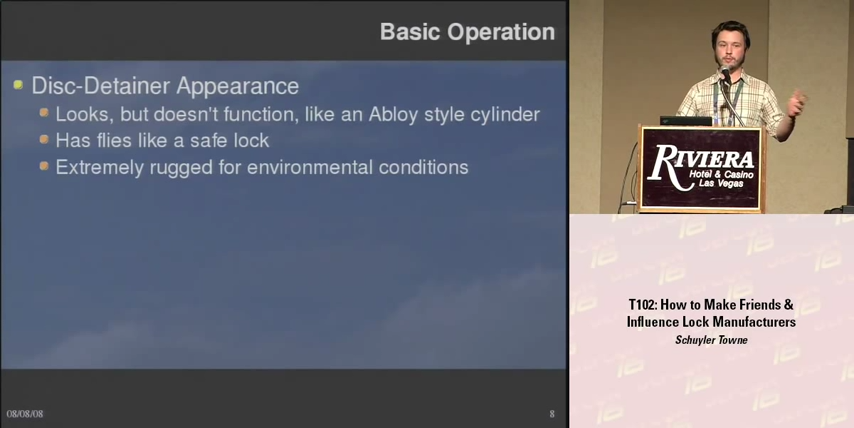 Basic Operation
Disc-Detainer Appearance
Looks, but doesn't function, like an Abloy style cylinder
Has flies like a safe lock
Extremely rugged for environmental conditions
08/08/08
8
RIVIERA
Hotel & Casino
Las Vegas
T102: How to Make Friends &
Influence Lock Manufacturers
Schuyler Towne